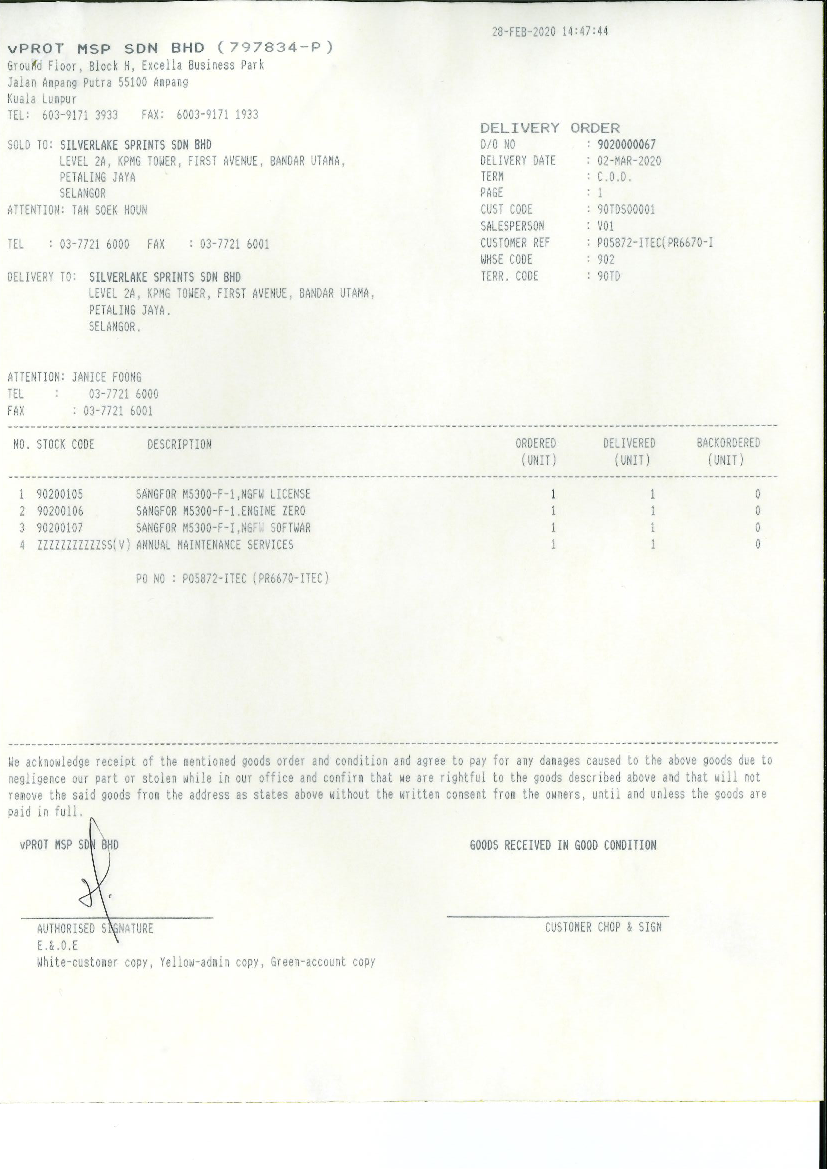 28-FEB-2020 14:47:44
vPROT MSP SDN BHD (797834-P)
Ground Floor, Block H, Excella Business Park
Jalan Ampang Putra 55100 Ampang
Kuala Lumpur
TEL: 603-9171 3933 FAX: 6003-9171 1933
SOLD TO: SILVERLAKE SPRINTS SDN BHD
LEVEL 2A, KPMG TOWER, FIRST AVENUE, BANDAR UTAMA,
PETALING JAYA
SELANGOR
ATTENTION: TAN SOEK HOUN
TEL : 03-7721 6000 FAX : 03-7721 6001
DELIVERY TO: SILVERLAKE SPRINTS SDN BHD
LEVEL 2A, KPMG TOWER, FIRST AVENUE, BANDAR UTAMA,
PETALING JAYA.
SELANGOR.
ATTENTION: JANICE FOONG
TEL : 03-7721 6000
FAX : 03-7721 6001
DELIVERY ORDER
D/O NO : 9020000067
DELIVERY DATE : 02-MAR-2020
TERM : C.O.D.
PAGE : 1
CUST CODE : 90TDS00001
SALESPERSON : V01
CUSTOMER REF : PO5872-ITEC(PR6670-I
WHSE CODE : 902
TERR. CODE : 90TD
NO. STOCK CODE DESCRIPTION ORDERED DELIVERED BACKORDERED
(UNIT) (UNIT) (UNIT)
1 90200105 SANGFOR M5300-F-1,NGFW LICENSE 1 1 0
2 90200106 SANGFOR M5300-F-1.ENGINE ZERO 1 1 0
3 90200107 SANGFOR M5300-F-I,NGFW SOFTWAR 1 1 0
4 ZZZZZZZZZZZSS(V) ANNUAL MAINTENANCE SERVICES 1 1 0
PO NO : PO5872-ITEC (PR6670-ITEC)
We acknowledge receipt of the mentioned goods order and condition and agree to pay for any damages caused to the above goods due to
negligence our part or stolen while in our office and confirm that we are rightful to the goods described above and that will not
remove the said goods from the address as states above without the written consent from the owners, until and unless the goods are
paid in full.
vPROT MSP SDN BHD
GOODS RECEIVED IN GOOD CONDITION
AUTHORISED SIGNATURE
CUSTOMER CHOP & SIGN
E.&.O.E
White-customer copy, Yellow-admin copy, Green-account copy